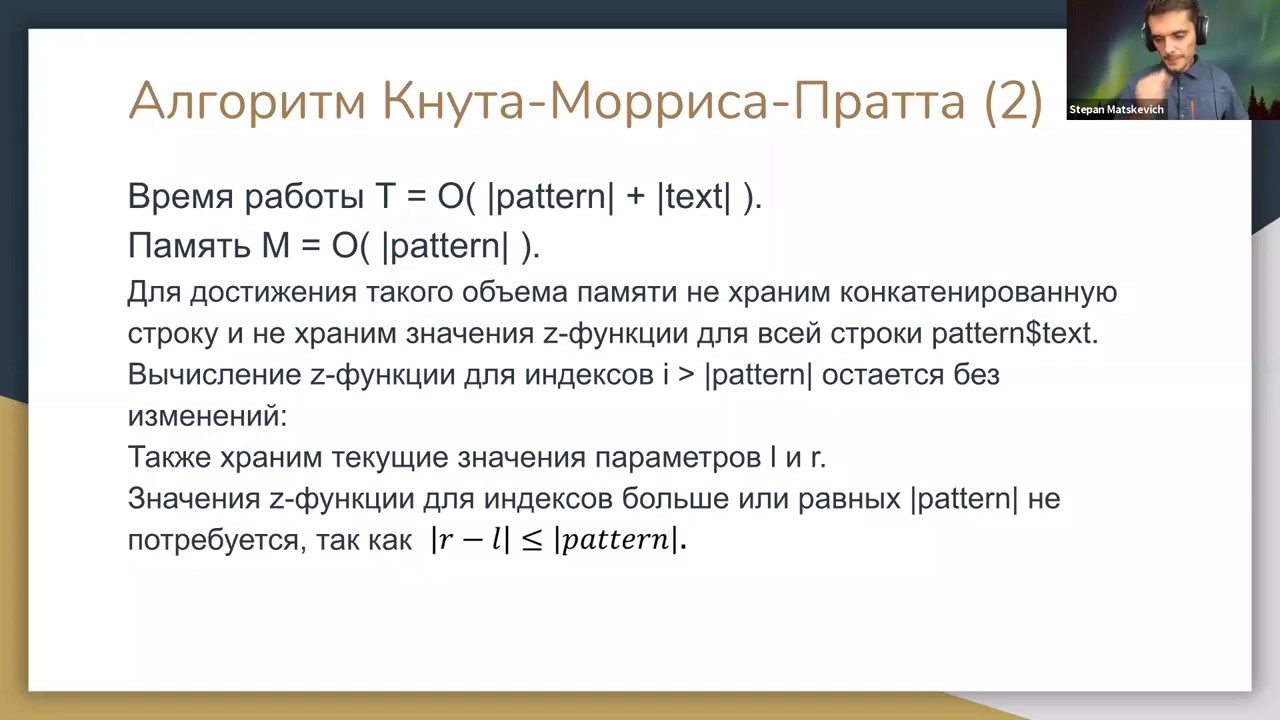 Алгоритм Кнута-Морриса-Пратта (2)
Stepan Matskevich
Время работы T = O( |pattern| + |text| ).
Память M = O( |pattern| ).
Для достижения такого объема памяти не храним конкатенированную
строку и не храним значения z-функции для всей строки pattern$text.
Вычисление z-функции для индексов i > |pattern| остается без
изменений:
Также храним текущие значения параметров l и r.
Значения z-функции для индексов больше или равных |pattern| не
потребуется, так как |r − l| ≤ |pattern|.